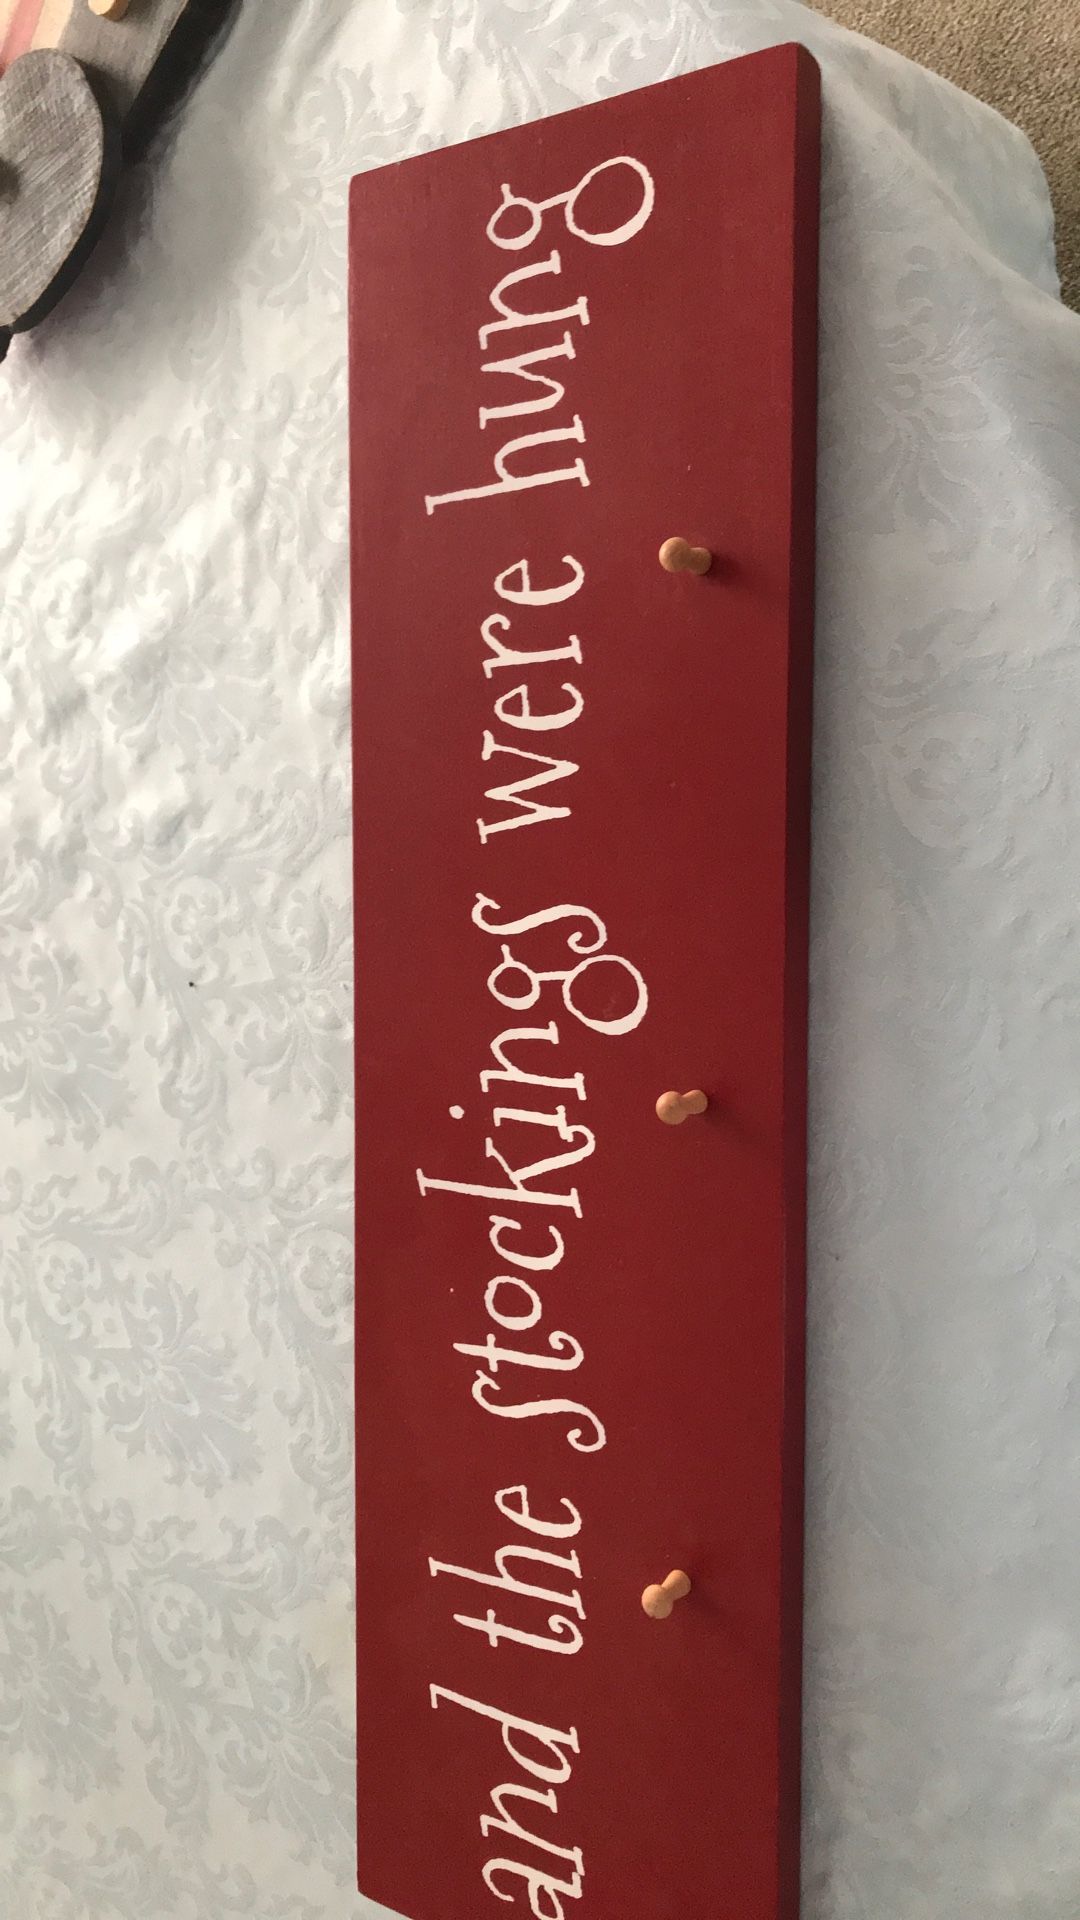 and the stockings were hung